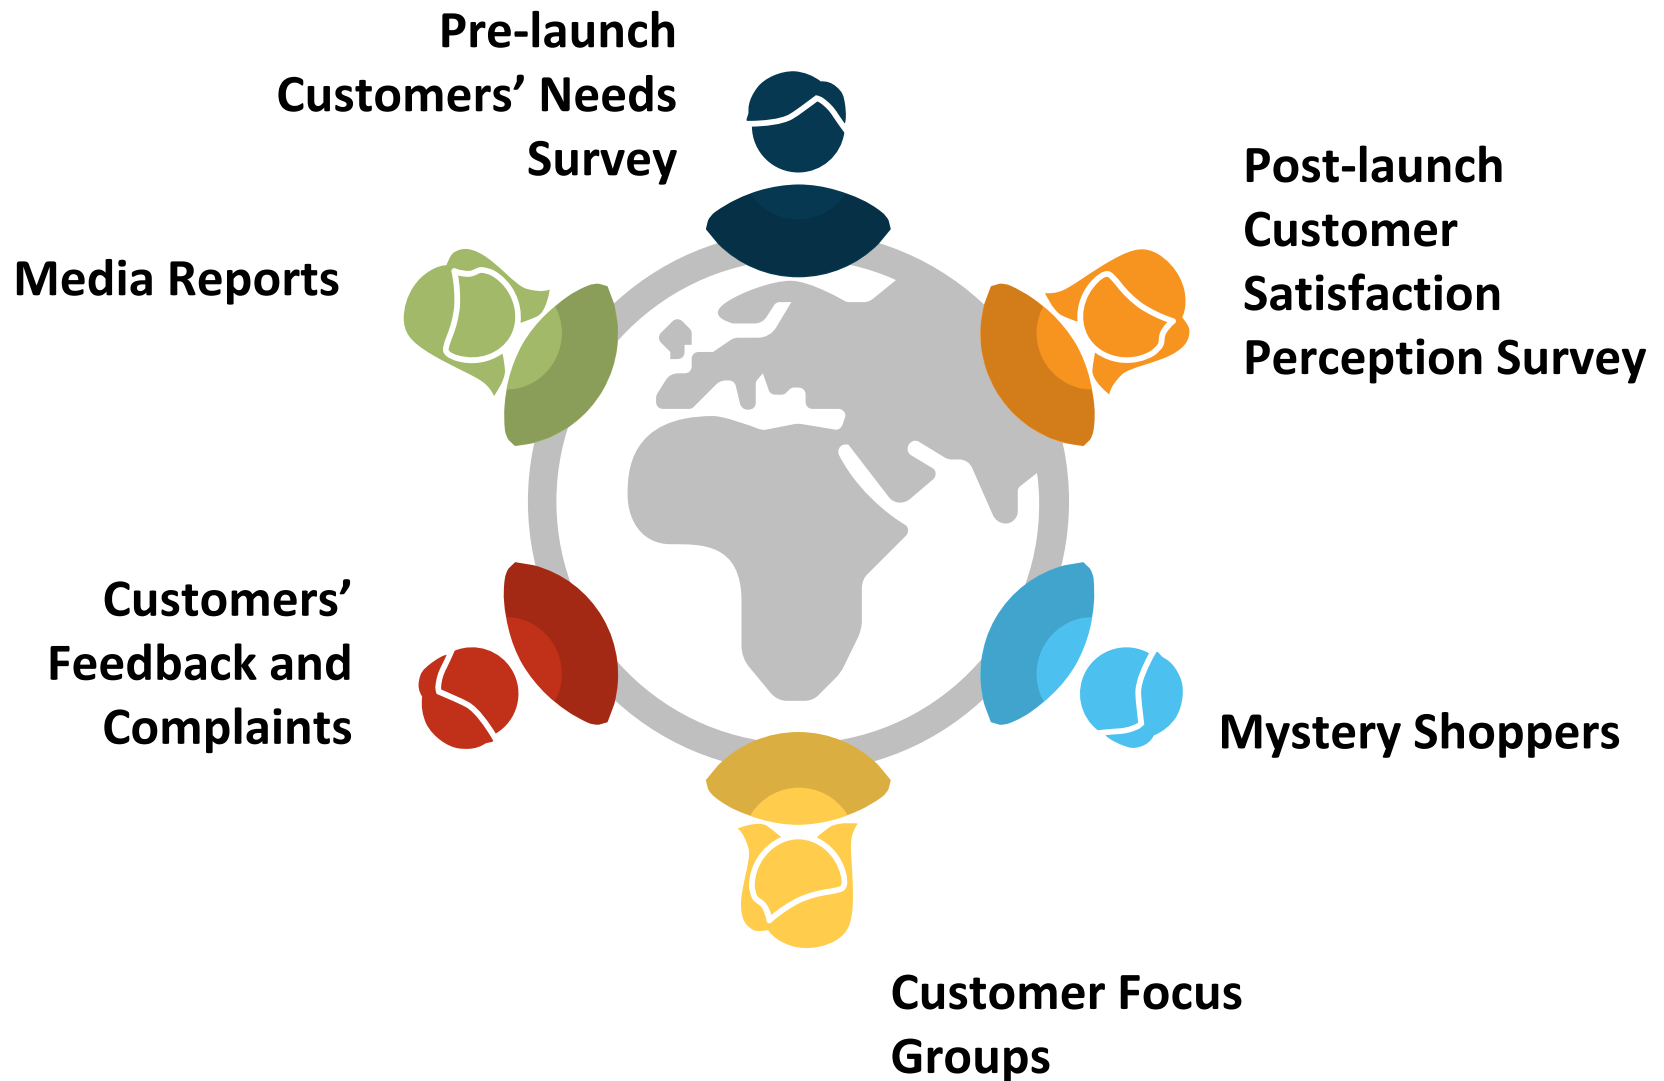 Pre-launch
Customers’ Needs
Survey
Post-launch
Customer
Satisfaction
Perception Survey
Media Reports
Customers’
Feedback and
Complaints
Mystery Shoppers
Customer Focus
Groups